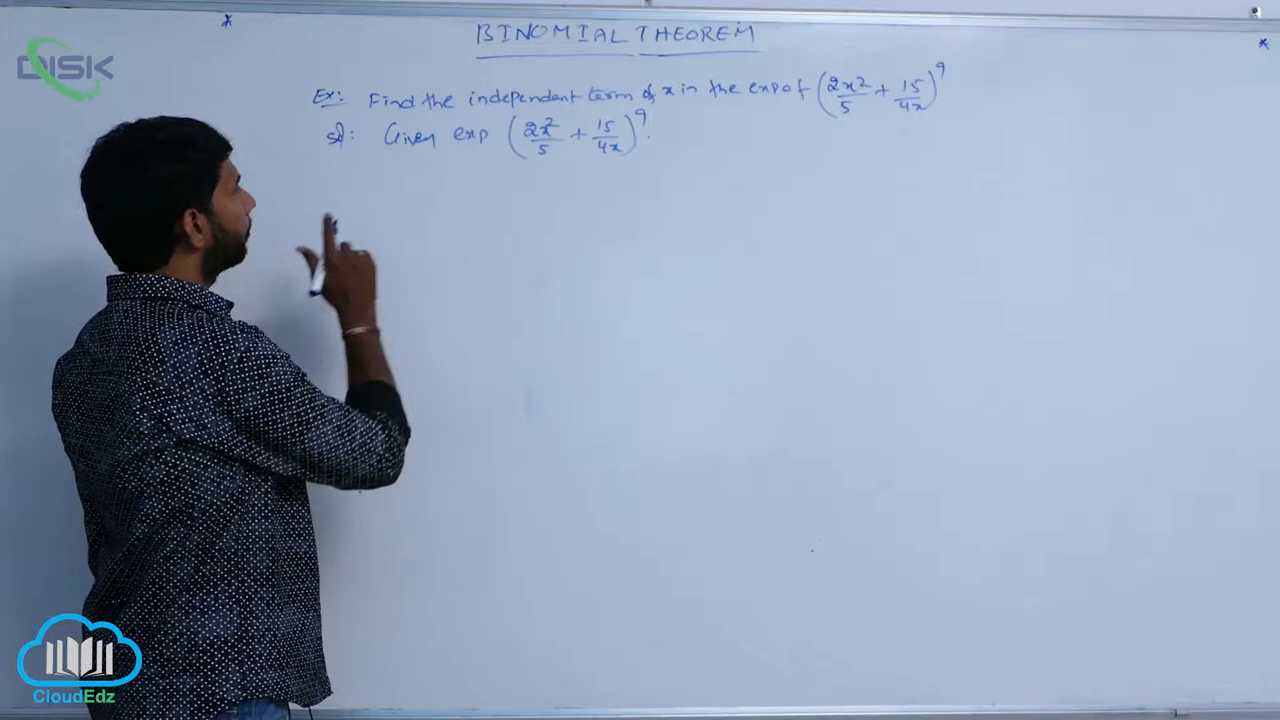 DISK
BINOMIAL THEOREM
Ex: Find the independent term of x in the exp of (2x²/5 + 15/4x)⁹
Sol: Given exp (2x²/5 + 15/4x)⁹.
CloudEdz